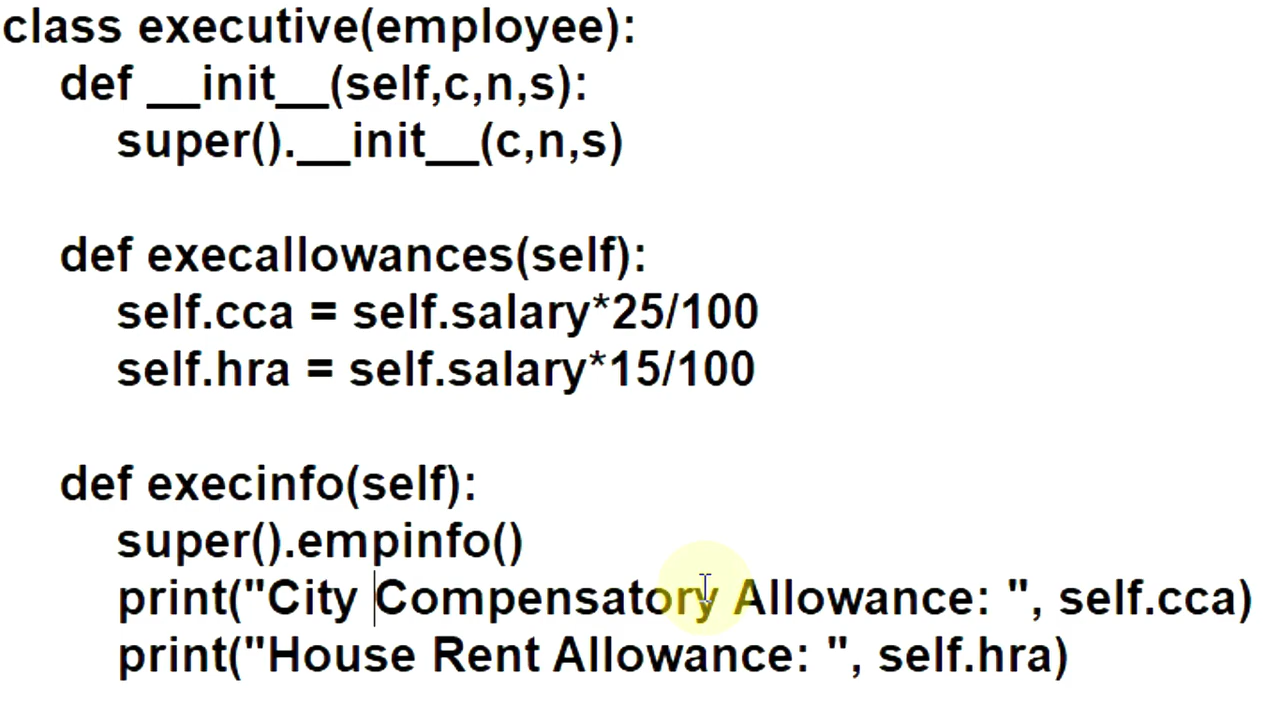 class executive(employee):
def __init__(self,c,n,s):
super().__init__(c,n,s)
def execallowances(self):
self.cca = self.salary*25/100
self.hra = self.salary*15/100
def execinfo(self):
super().empinfo()
print("City Compensatory Allowance: ", self.cca)
print("House Rent Allowance: ", self.hra)